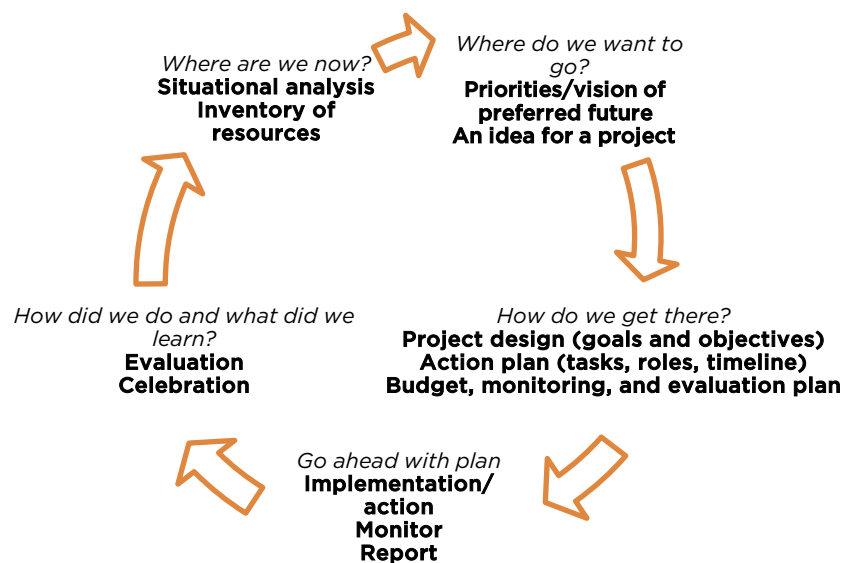 Where are we now?
Situational analysis
Inventory of
resources
Where do we want to
go?
Priorities/vision of
preferred future
An idea for a project
How do we get there?
Project design (goals and objectives)
Action plan (tasks, roles, timeline)
Budget, monitoring, and evaluation plan
Go ahead with plan
Implementation/
action
Monitor
Report
How did we do and what did we
learn?
Evaluation
Celebration